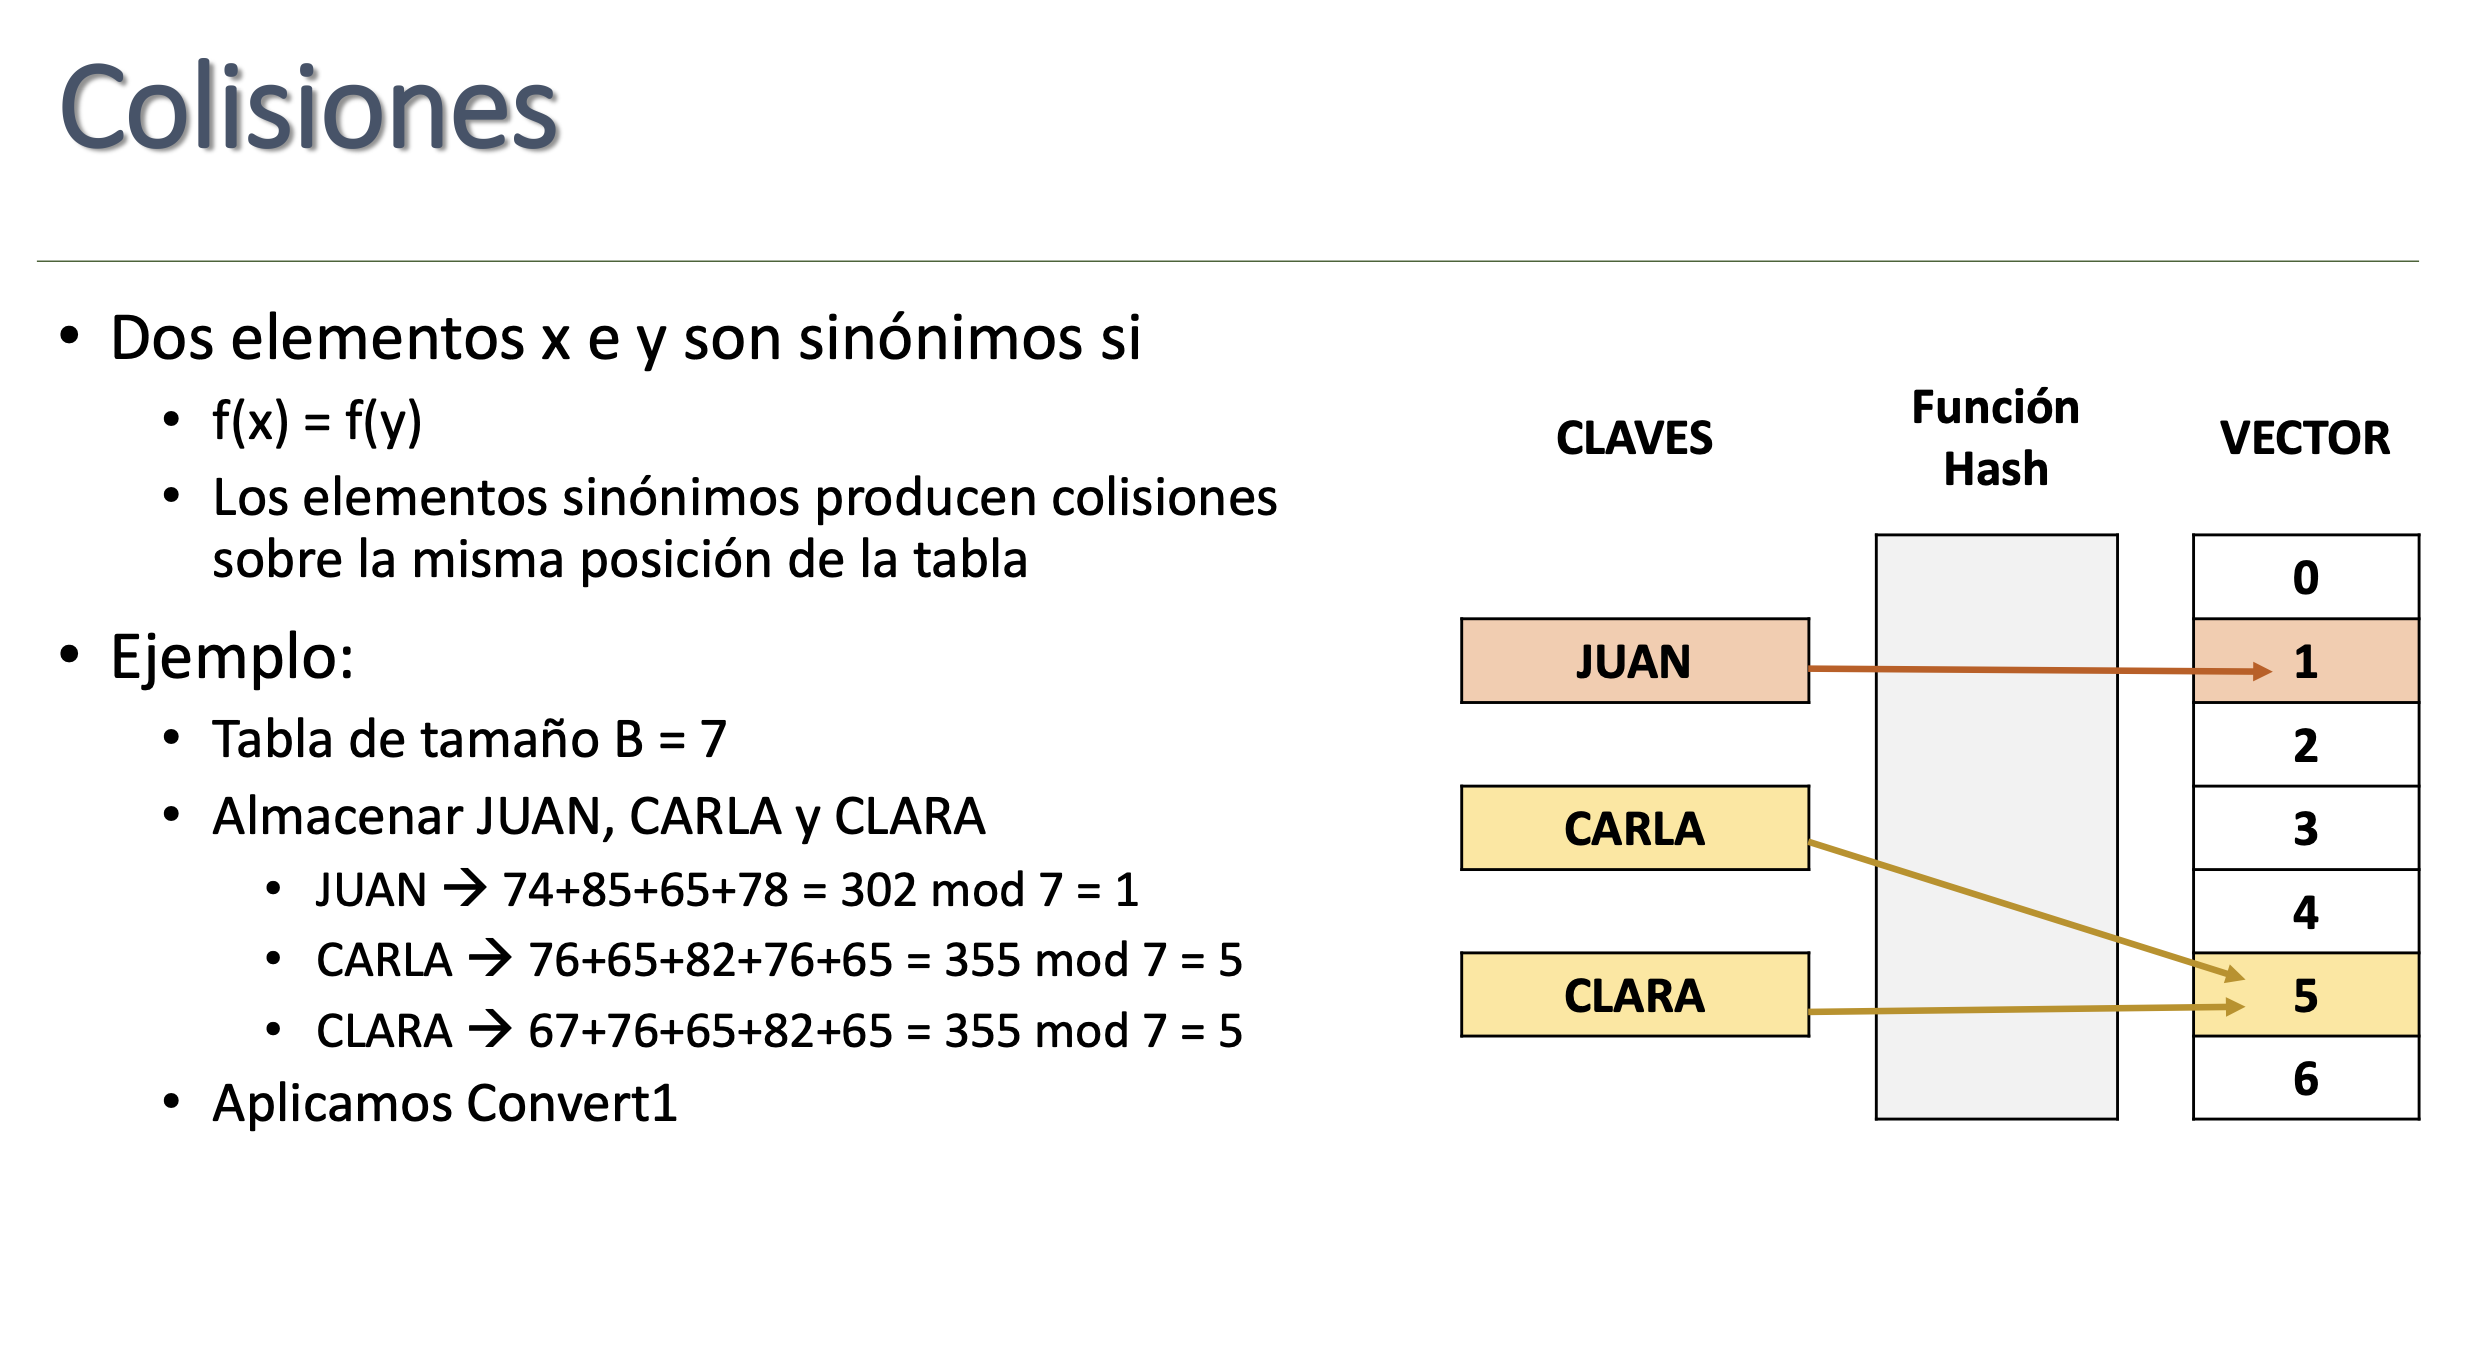 Colisiones
• Dos elementos x e y son sinónimos si
• f(x) = f(y)
• Los elementos sinónimos producen colisiones
sobre la misma posición de la tabla
• Ejemplo:
• Tabla de tamaño B = 7
• Almacenar JUAN, CARLA y CLARA
• JUAN → 74+85+65+78 = 302 mod 7 = 1
• CARLA → 76+65+82+76+65 = 355 mod 7 = 5
• CLARA → 67+76+65+82+65 = 355 mod 7 = 5
• Aplicamos Convert1
CLAVES
Función
Hash
VECTOR
JUAN
CARLA
CLARA
0
1
2
3
4
5
6